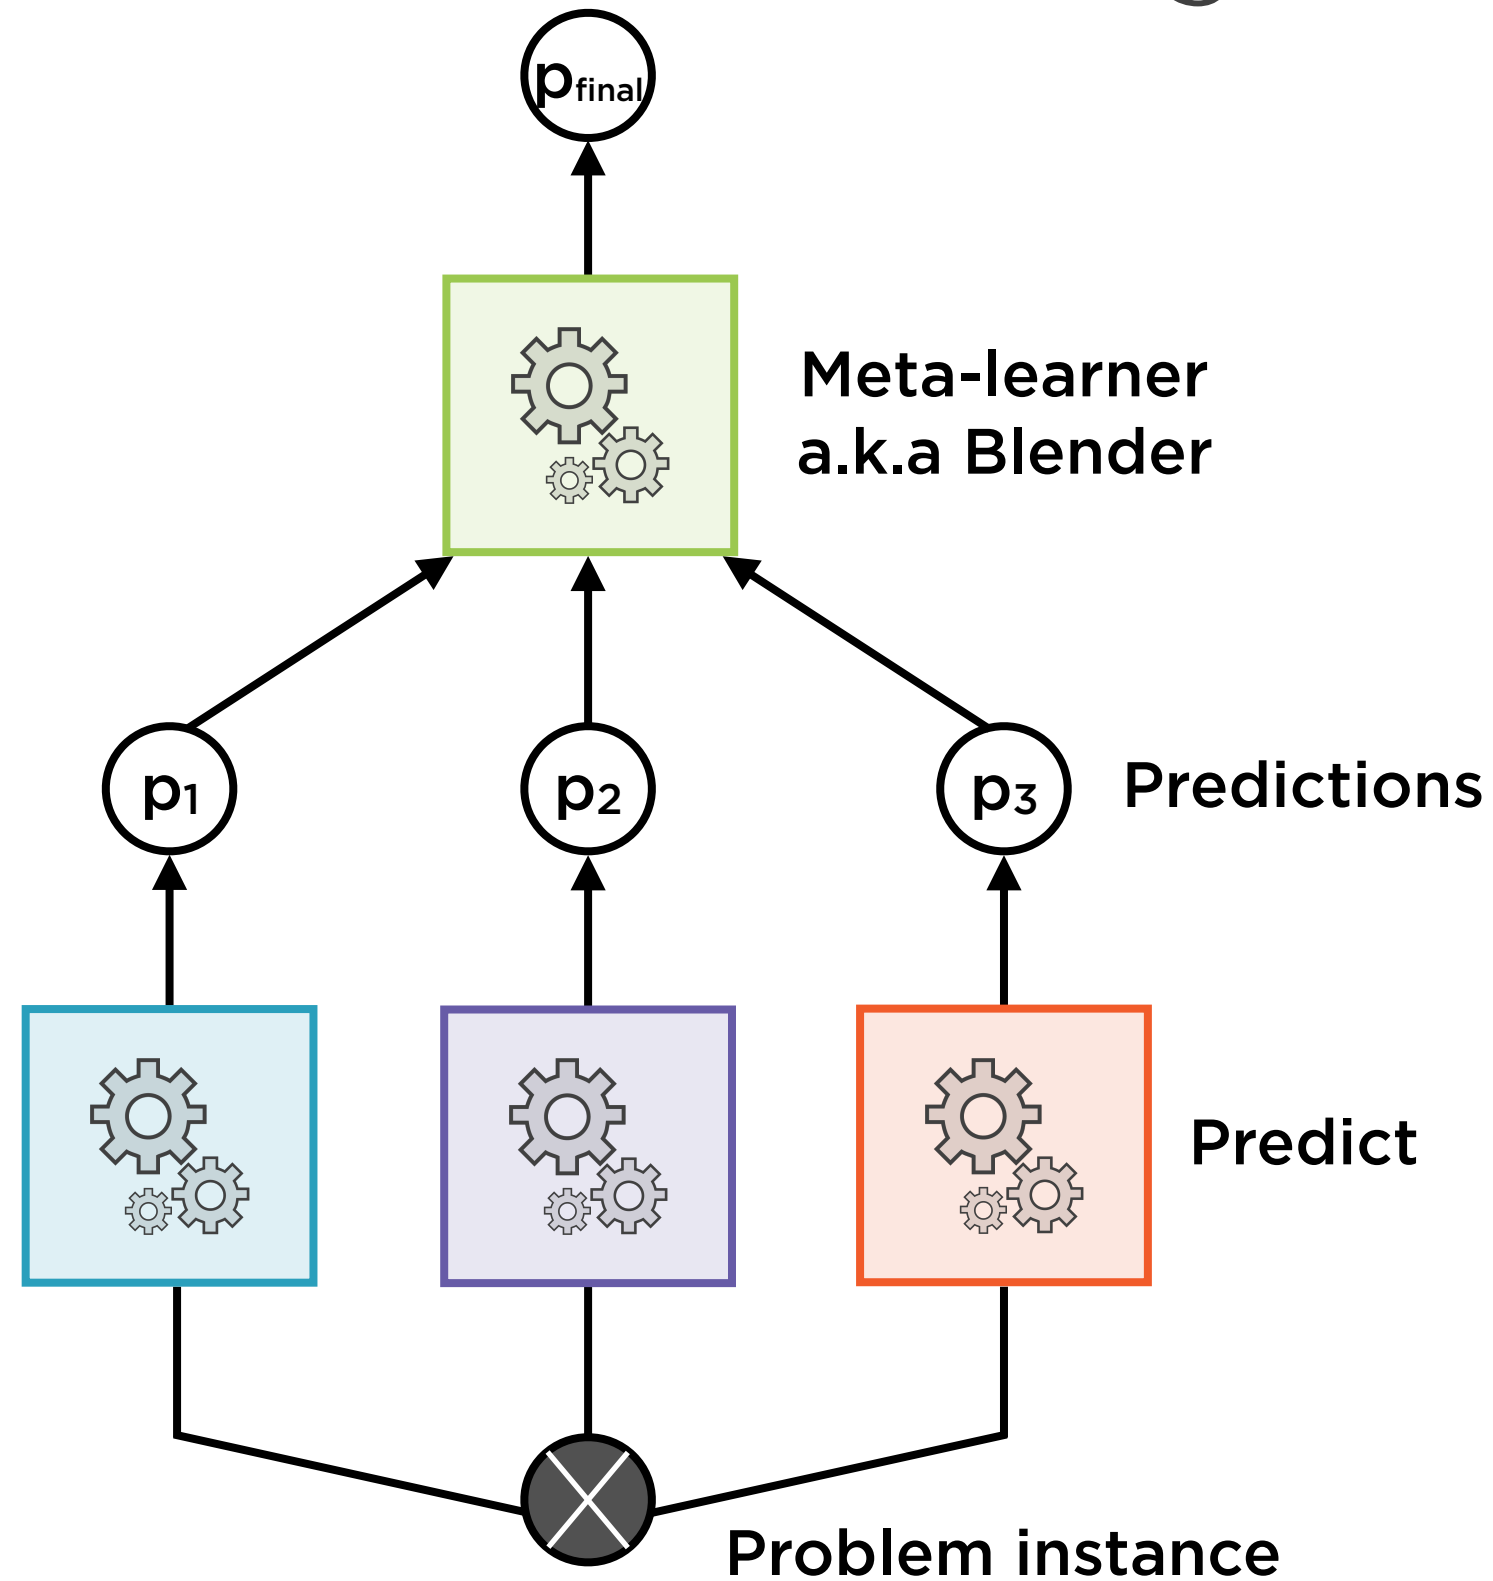 pfinal
Meta-learner
a.k.a Blender
p1
p2
p3
Predictions
Predict
Problem instance